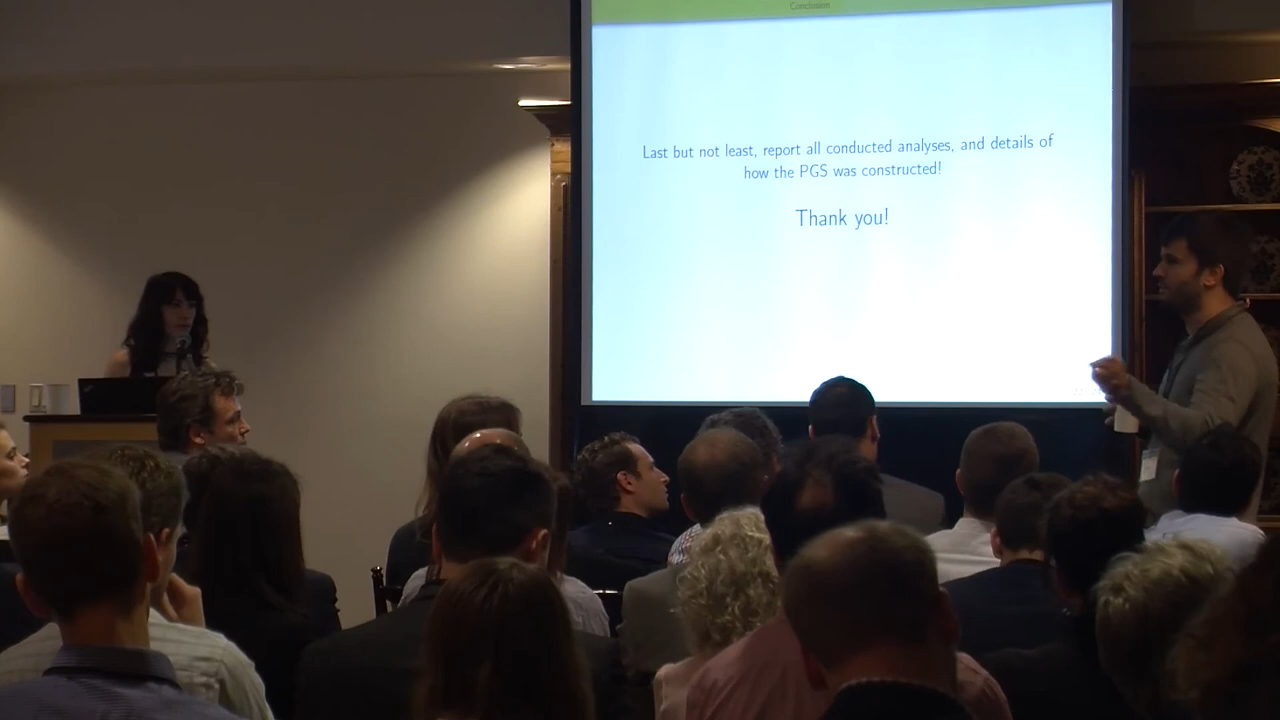 Conclusion
Last but not least, report all conducted analyses, and details of
how the PGS was constructed!
Thank you!